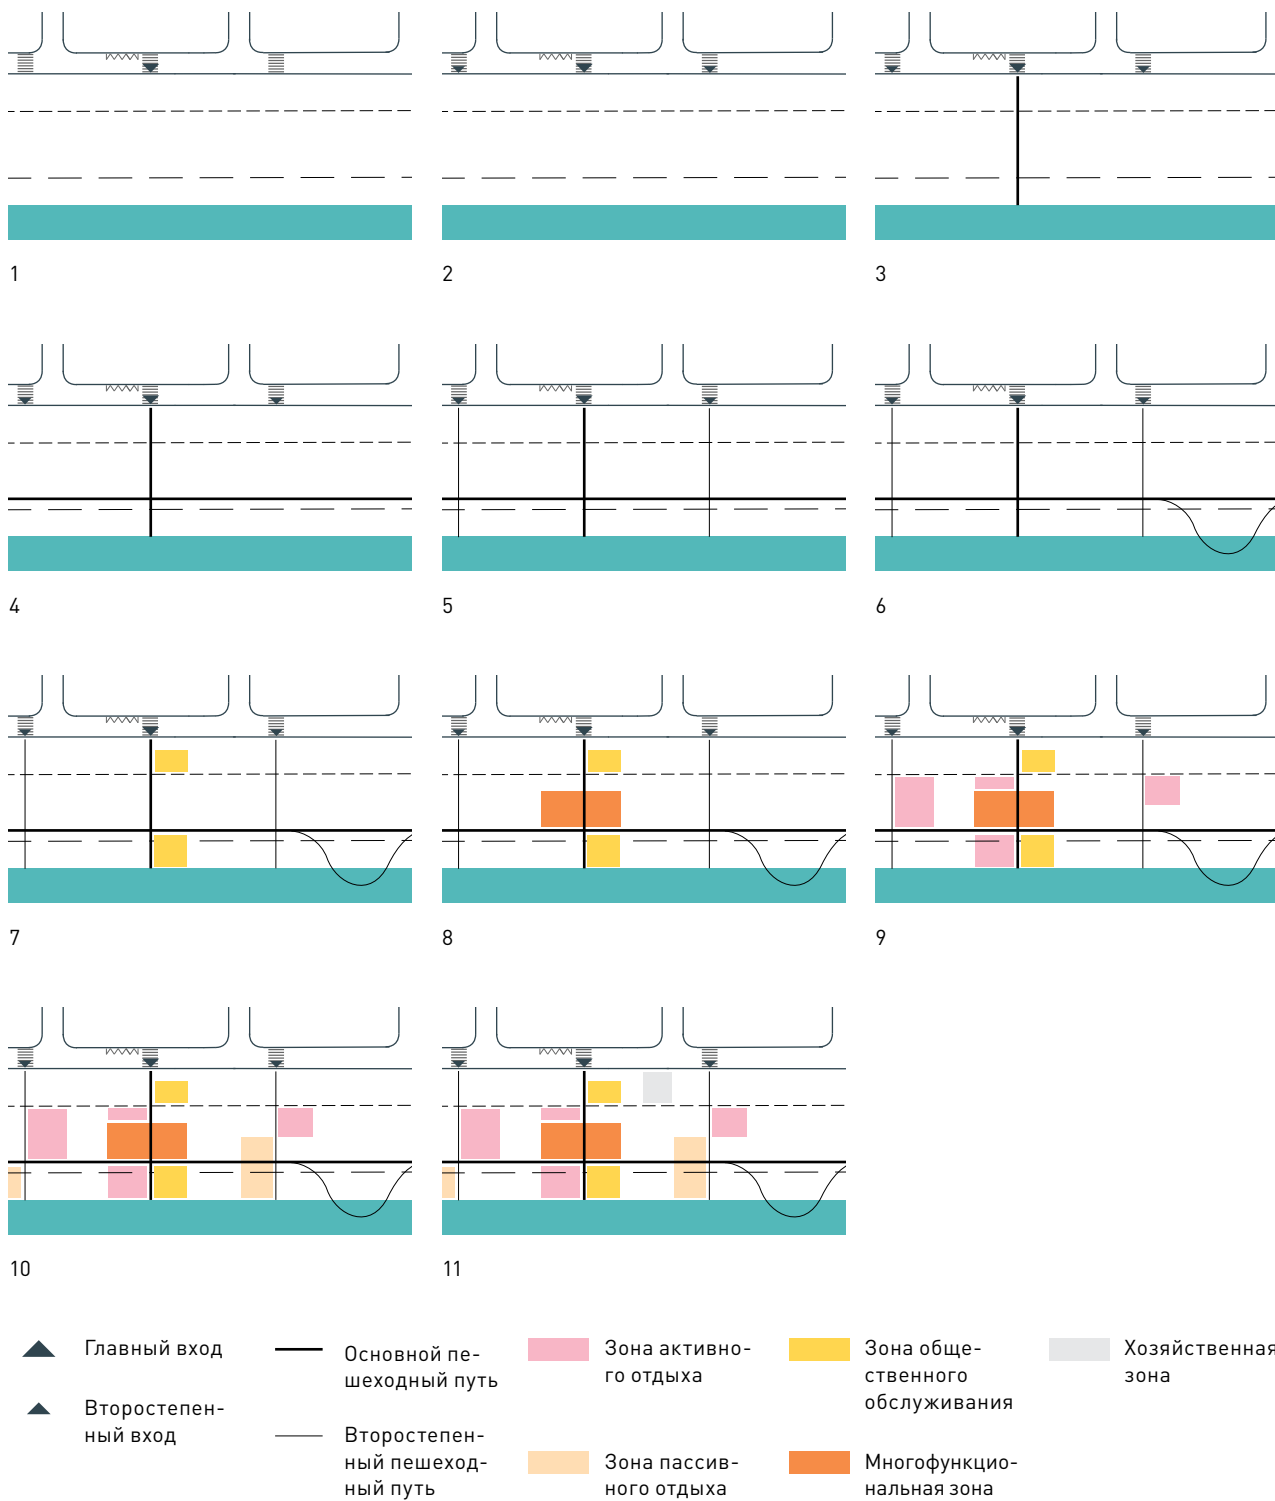 1
2
3
4
5
6
7
8
9
10
11
Главный вход
Второстепен-
ный вход
Основной пе-
шеходный путь
Второстепен-
ный пешеход-
ный путь
Зона активно-
го отдыха
Зона пассив-
ного отдыха
Зона обще-
ственного
обслуживания
Многофункцио-
нальная зона
Хозяйственная
зона